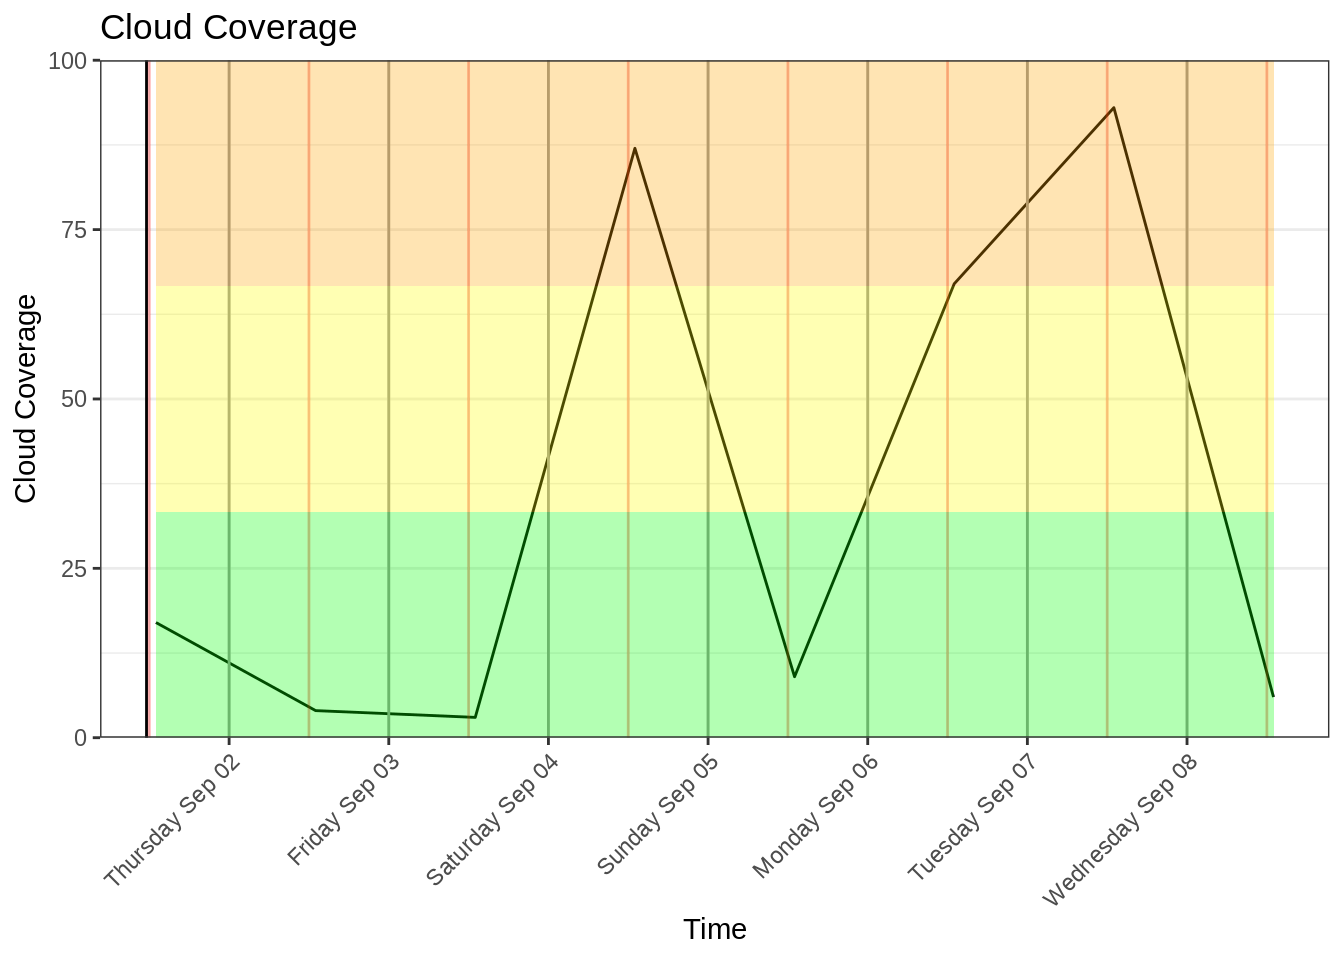 Cloud Coverage
100
75
50
25
0
Cloud Coverage
Thursday Sep 02
Friday Sep 03
Saturday Sep 04
Sunday Sep 05
Monday Sep 06
Tuesday Sep 07
Wednesday Sep 08
Time